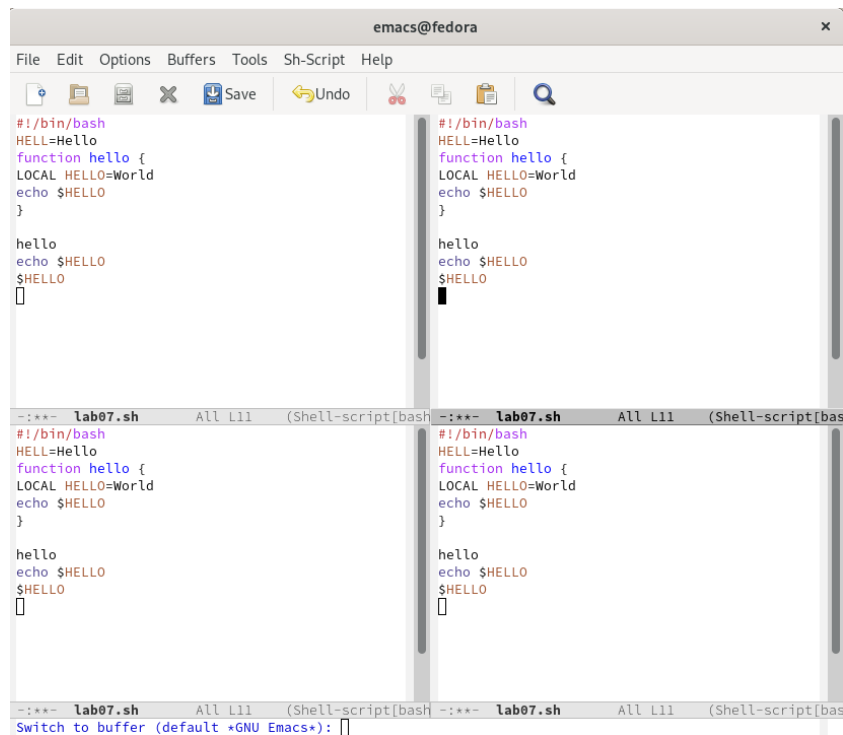 emacs@fedora ×
File Edit Options Buffers Tools Sh-Script Help
Save Undo
#!/bin/bash
HELL=Hello
function hello {
LOCAL HELLO=World
echo $HELLO
}
hello
echo $HELLO
$HELLO
-:**- lab07.sh All L11 (Shell-script[bash
#!/bin/bash
HELL=Hello
function hello {
LOCAL HELLO=World
echo $HELLO
}
hello
echo $HELLO
$HELLO
-:**- lab07.sh All L11 (Shell-script[bas
#!/bin/bash
HELL=Hello
function hello {
LOCAL HELLO=World
echo $HELLO
}
hello
echo $HELLO
$HELLO
-:**- lab07.sh All L11 (Shell-script[bash
#!/bin/bash
HELL=Hello
function hello {
LOCAL HELLO=World
echo $HELLO
}
hello
echo $HELLO
$HELLO
-:**- lab07.sh All L11 (Shell-script[bas
Switch to buffer (default *GNU Emacs*):